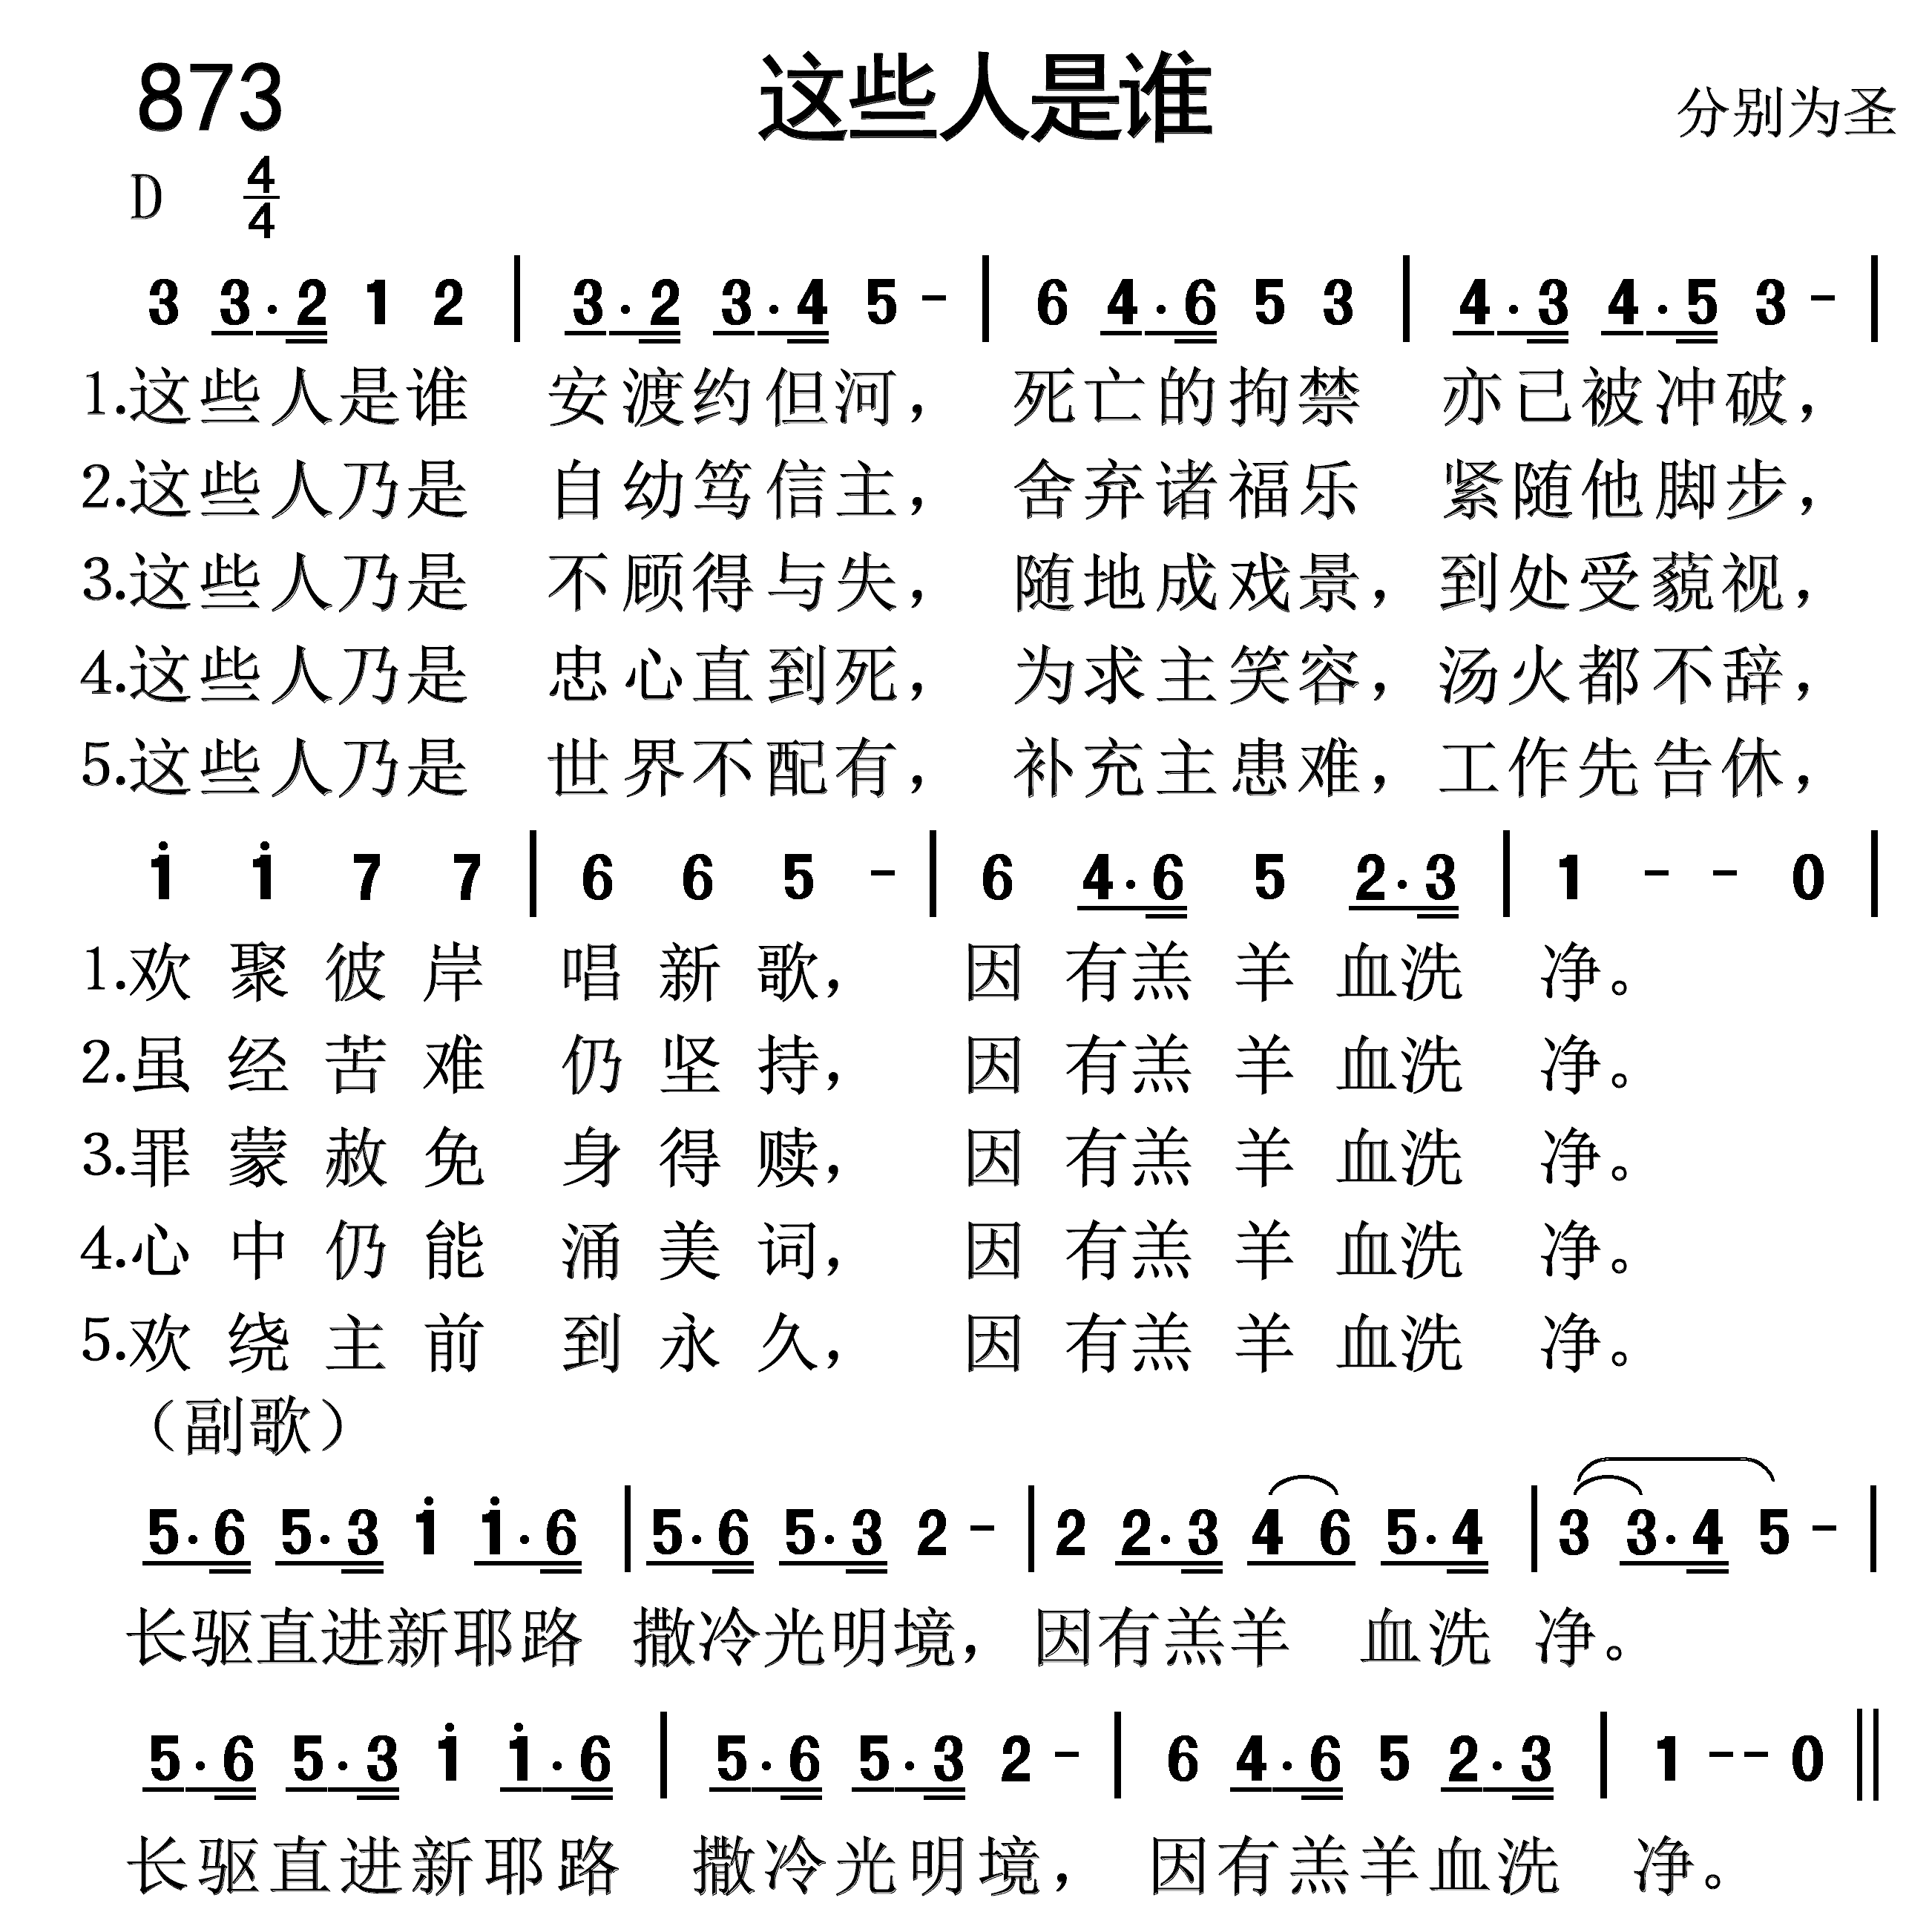 873 这些人是谁 分别为圣
D 4/4
3 3·2 1 2 | 3·2 3·4 5 - | 6 4·6 5 3 | 4·3 4·5 3 - |
1.这些人是谁 安渡约但河， 死亡的拘禁 亦已被冲破，
2.这些人乃是 自幼笃信主， 舍弃诸福乐 紧随他脚步，
3.这些人乃是 不顾得与失， 随地成戏景， 到处受藐视，
4.这些人乃是 忠心直到死， 为求主笑容， 汤火都不辞，
5.这些人乃是 世界不配有， 补充主患难， 工作先告休，
i i 7 7 | 6 6 5 - | 6 4·6 5 2·3 | 1 - - 0 |
1.欢聚彼岸 唱新歌， 因有羔羊血洗净。
2.虽经苦难 仍坚持， 因有羔羊血洗净。
3.罪蒙赦免 身得赎， 因有羔羊血洗净。
4.心中仍能 涌美词， 因有羔羊血洗净。
5.欢绕主前 到永久， 因有羔羊血洗净。
（副歌）
5·6 5·3 i i·6 | 5·6 5·3 2 - | 2 2·3 4 6 5·4 | 3 3·4 5 - |
长驱直进新耶路 撒冷光明境， 因有羔羊 血洗 净。
5·6 5·3 i i·6 | 5·6 5·3 2 - | 6 4·6 5 2·3 | 1 - - 0 ||
长驱直进新耶路 撒冷光明境， 因有羔羊血洗 净。